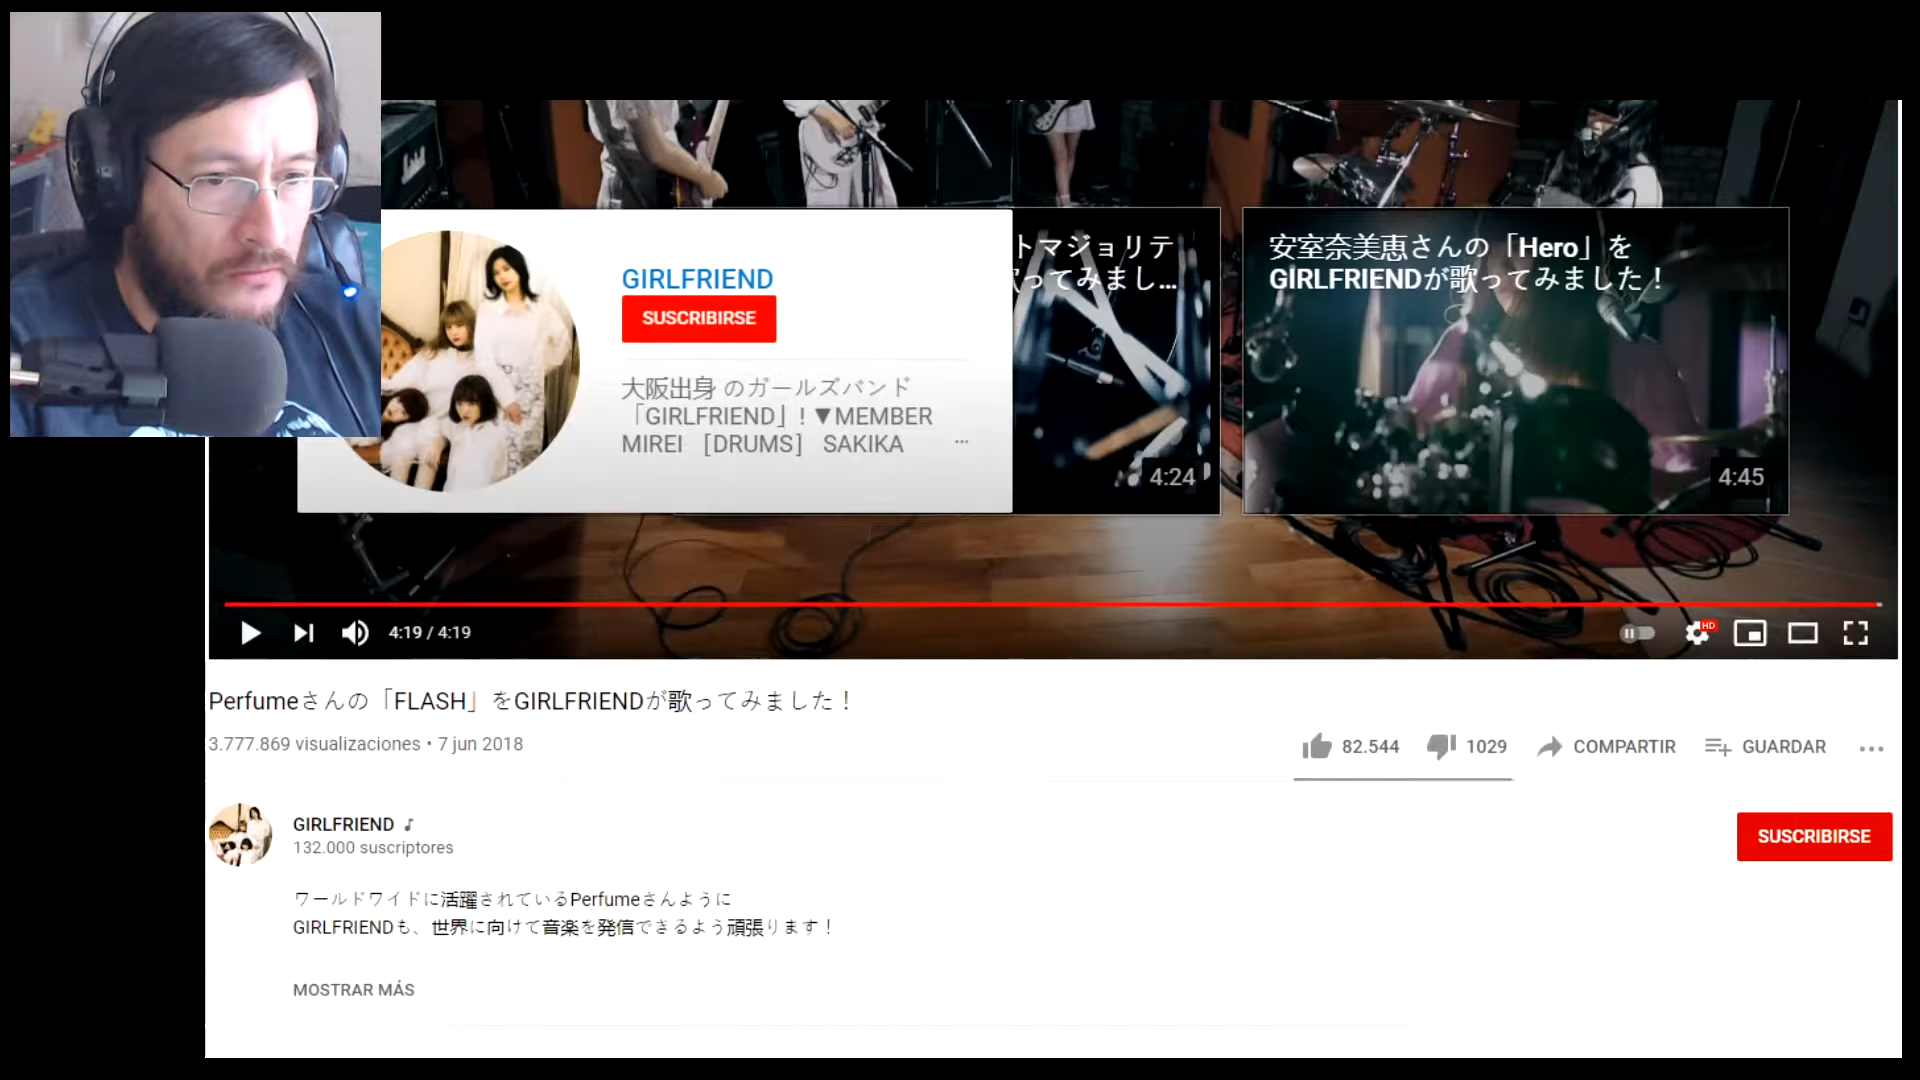 GIRLFRIEND
SUSCRIBIRSE
大阪出身 のガールズバンド
「GIRLFRIEND」! ▼MEMBER
MIREI [DRUMS] SAKIKA ...
トマジョリテ
歌ってみまし...
4:24
安室奈美恵さんの「Hero」を
GIRLFRIENDが歌ってみました！
4:45
4:19 / 4:19
HD
Perfumeさんの「FLASH」をGIRLFRIENDが歌ってみました！
3.777.869 visualizaciones • 7 jun 2018
82.544
1029
COMPARTIR
GUARDAR
GIRLFRIEND
132.000 suscriptores
SUSCRIBIRSE
ワールドワイドに活躍されているPerfumeさんように
GIRLFRIENDも、世界に向けて音楽を発信できるよう頑張ります！
MOSTRAR MÁS